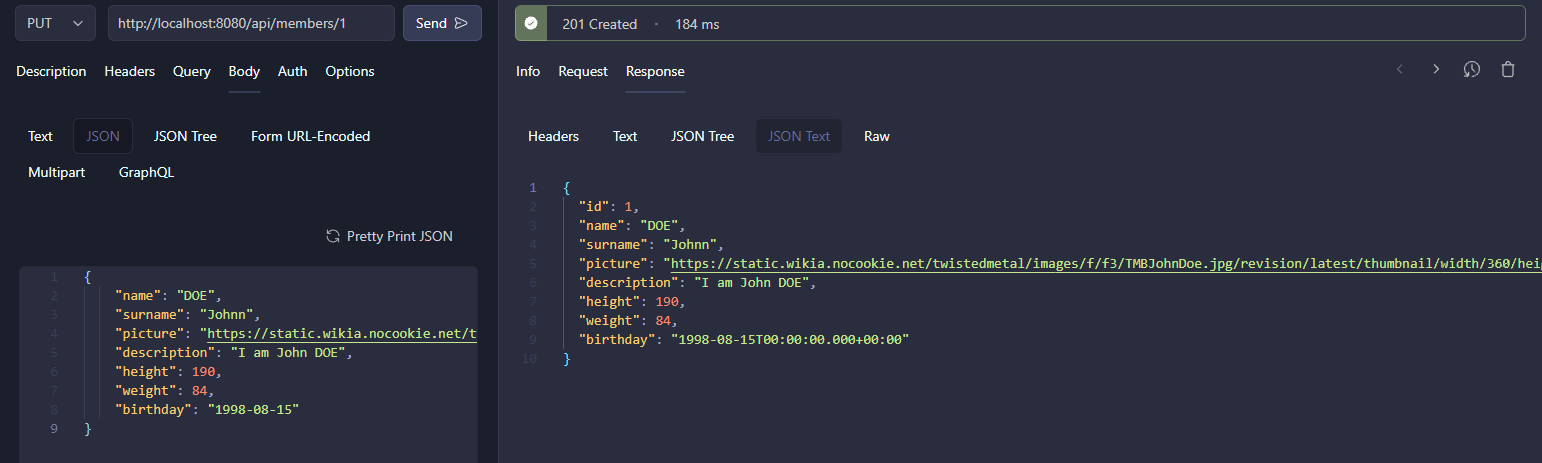 PUT http://localhost:8080/api/members/1 Send
Description Headers Query Body Auth Options
Text JSON JSON Tree Form URL-Encoded
Multipart GraphQL
Pretty Print JSON
1 {
2 "name": "DOE",
3 "surname": "Johnn",
4 "picture": "https://static.wikia.nocookie.net/t
5 "description": "I am John DOE",
6 "height": 190,
7 "weight": 84,
8 "birthday": "1998-08-15"
9 }
201 Created · 184 ms
Info Request Response
Headers Text JSON Tree JSON Text Raw
1 {
2 "id": 1,
3 "name": "DOE",
4 "surname": "Johnn",
5 "picture": "https://static.wikia.nocookie.net/twistedmetal/images/f/f3/TMBJohnDoe.jpg/revision/latest/thumbnail/width/360/hei
6 "description": "I am John DOE",
7 "height": 190,
8 "weight": 84,
9 "birthday": "1998-08-15T00:00:00.000+00:00"
10 }